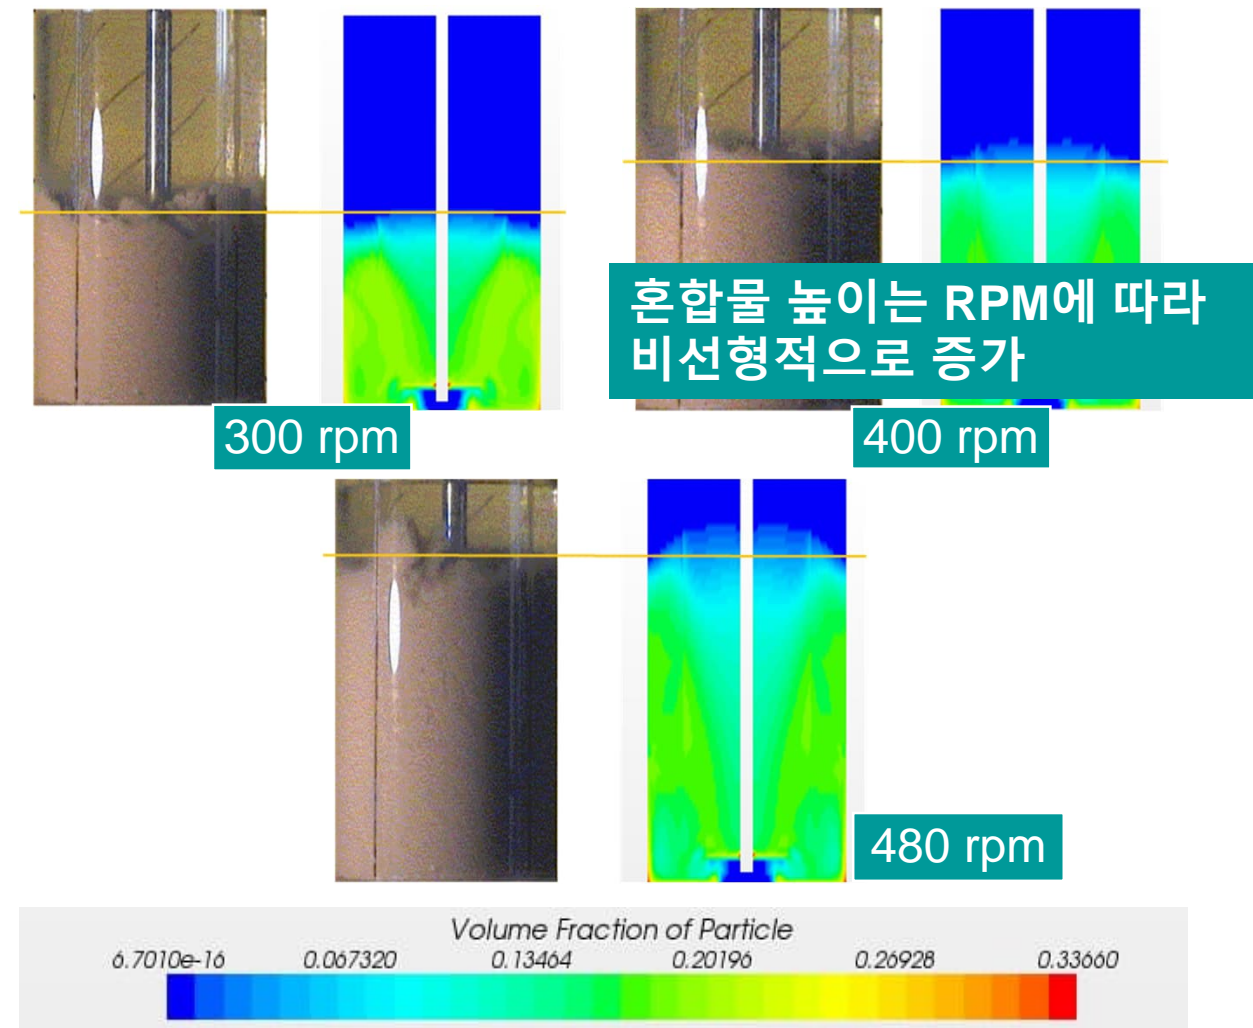 혼합물 높이는 RPM에 따라
비선형적으로 증가
300 rpm
400 rpm
480 rpm
Volume Fraction of Particle
6.7010e-16 0.067320 0.13464 0.20196 0.26928 0.33660